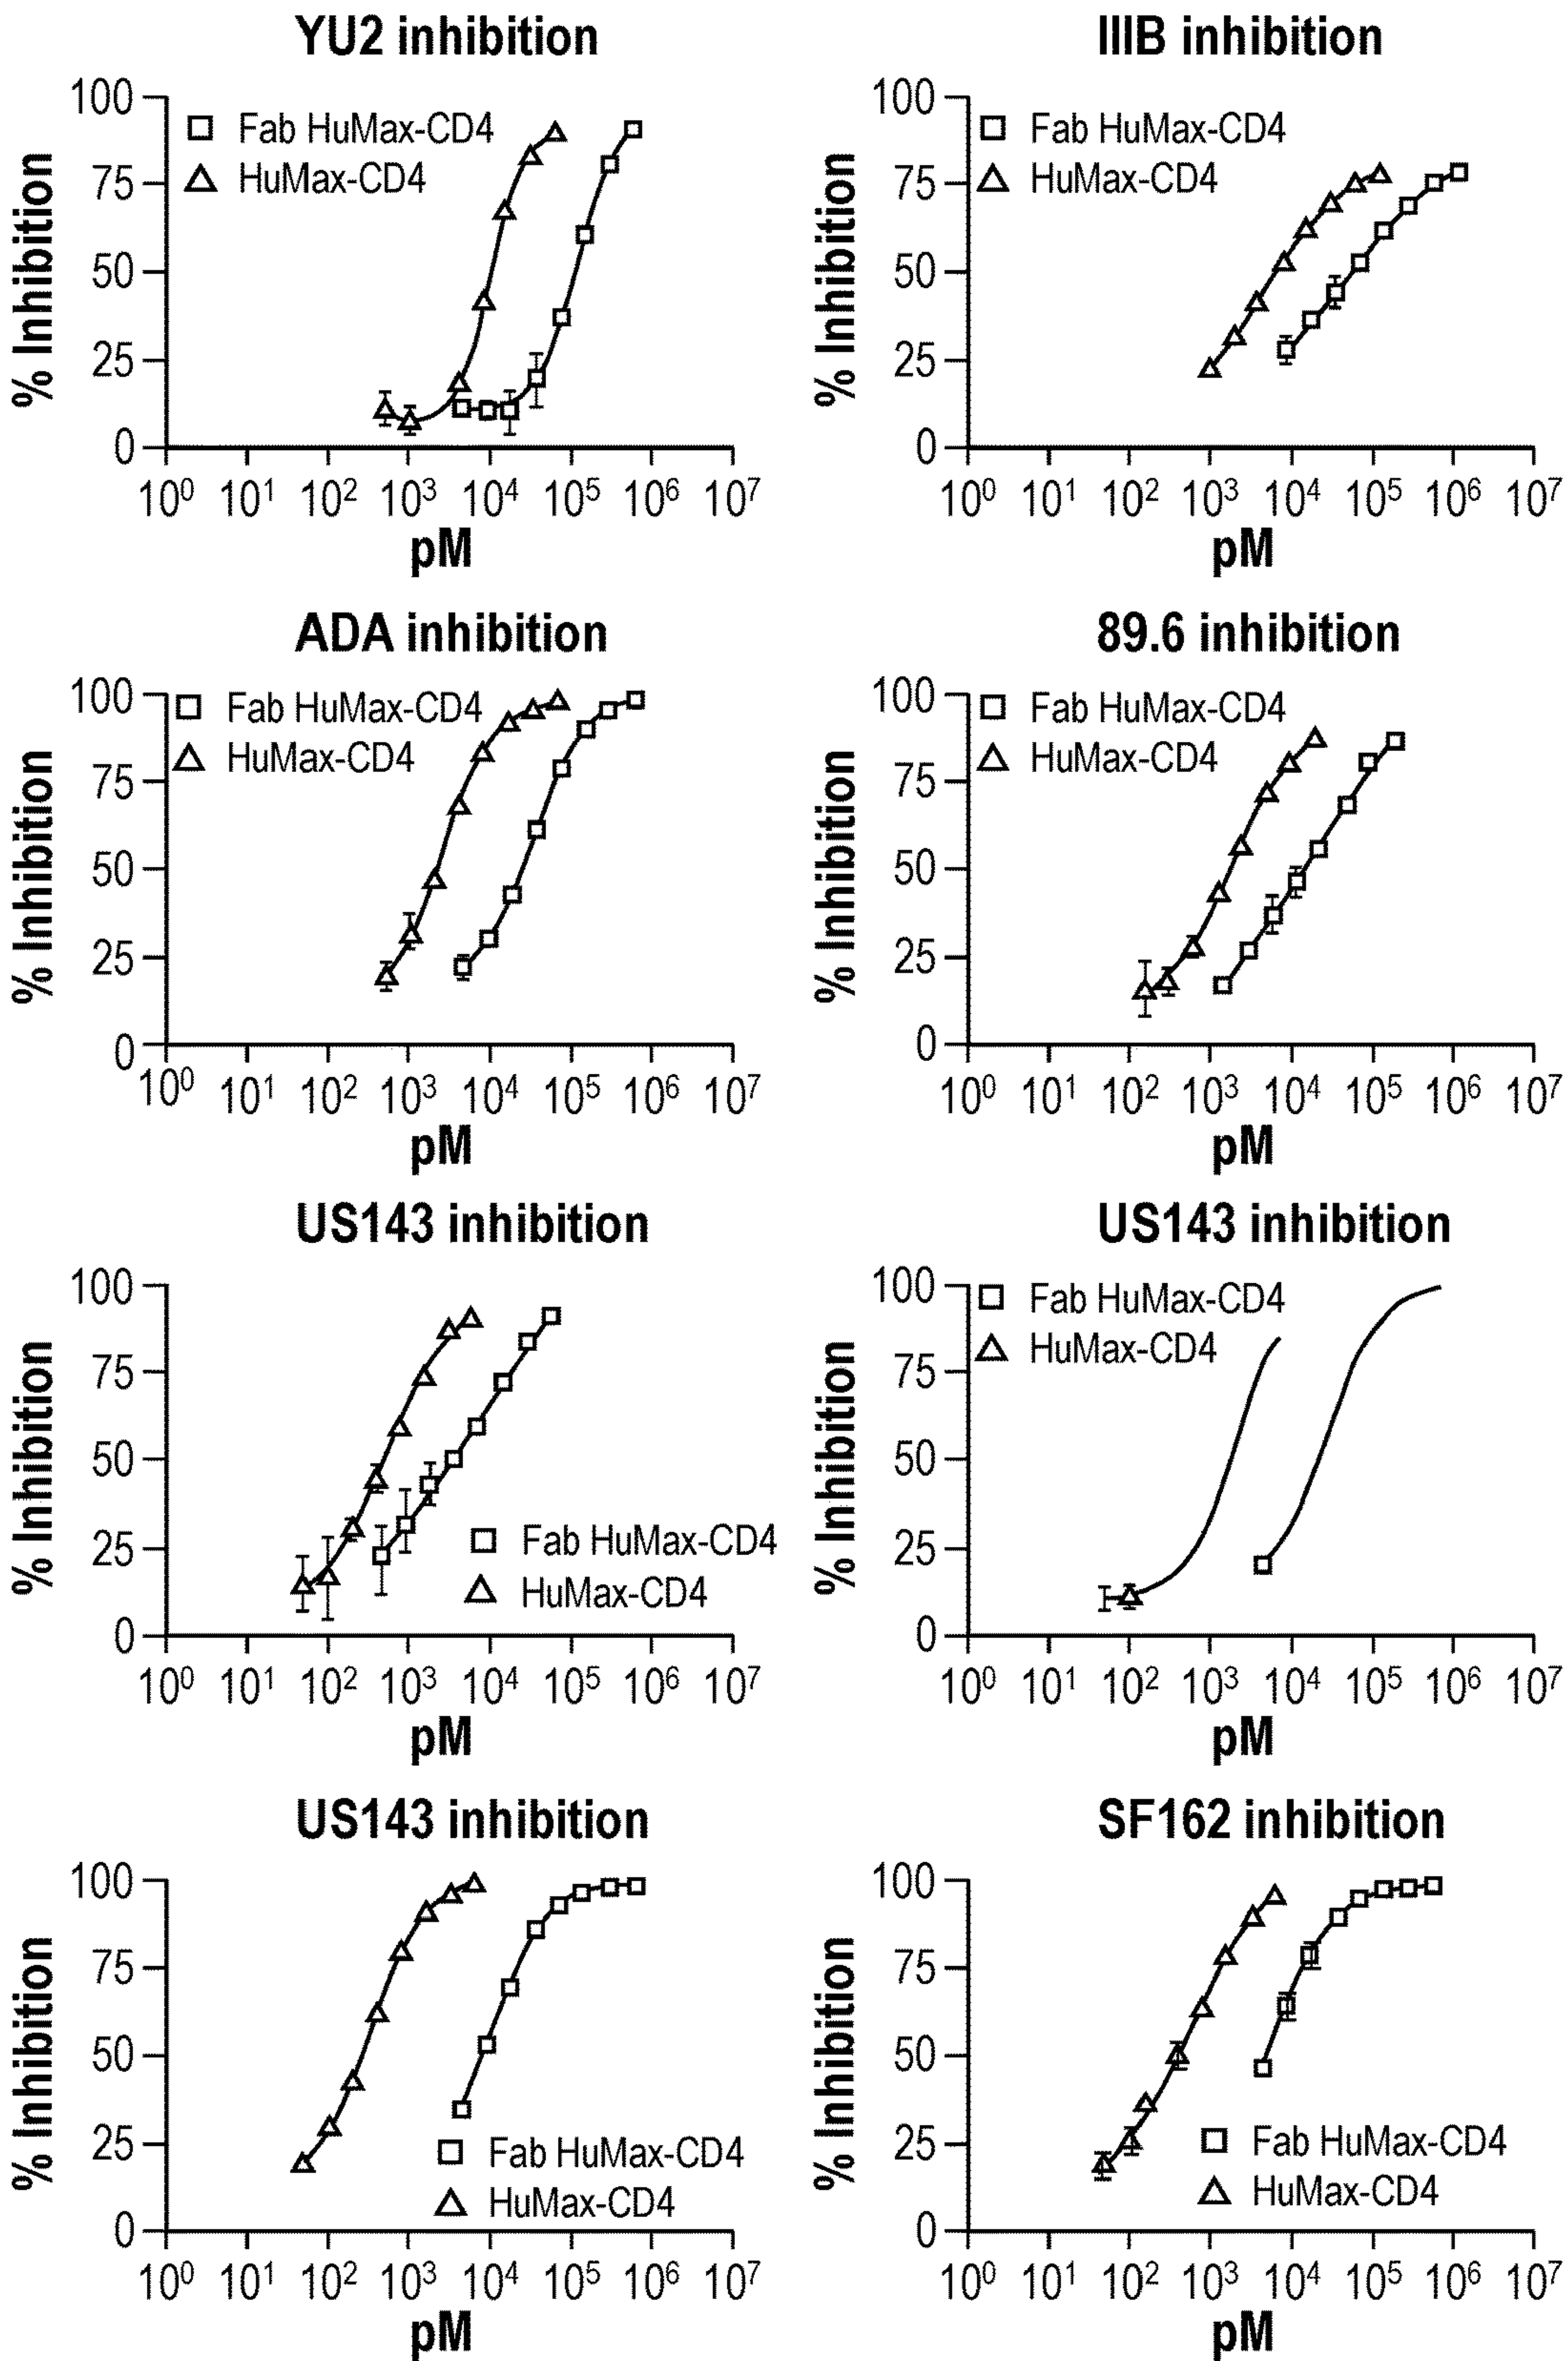 YU2 inhibition
100
75
50
25
0
% Inhibition
Fab HuMax-CD4
HuMax-CD4
10⁰ 10¹ 10² 10³ 10⁴ 10⁵ 10⁶ 10⁷
pM
IIIB inhibition
100
75
50
25
0
% Inhibition
Fab HuMax-CD4
HuMax-CD4
10⁰ 10¹ 10² 10³ 10⁴ 10⁵ 10⁶ 10⁷
pM
ADA inhibition
100
75
50
25
0
% Inhibition
Fab HuMax-CD4
HuMax-CD4
10⁰ 10¹ 10² 10³ 10⁴ 10⁵ 10⁶ 10⁷
pM
89.6 inhibition
100
75
50
25
0
% Inhibition
Fab HuMax-CD4
HuMax-CD4
10⁰ 10¹ 10² 10³ 10⁴ 10⁵ 10⁶ 10⁷
pM
US143 inhibition
100
75
50
25
0
% Inhibition
Fab HuMax-CD4
HuMax-CD4
10⁰ 10¹ 10² 10³ 10⁴ 10⁵ 10⁶ 10⁷
pM
US143 inhibition
100
75
50
25
0
% Inhibition
Fab HuMax-CD4
HuMax-CD4
10⁰ 10¹ 10² 10³ 10⁴ 10⁵ 10⁶ 10⁷
pM
US143 inhibition
100
75
50
25
0
% Inhibition
Fab HuMax-CD4
HuMax-CD4
10⁰ 10¹ 10² 10³ 10⁴ 10⁵ 10⁶ 10⁷
pM
SF162 inhibition
100
75
50
25
0
% Inhibition
Fab HuMax-CD4
HuMax-CD4
10⁰ 10¹ 10² 10³ 10⁴ 10⁵ 10⁶ 10⁷
pM